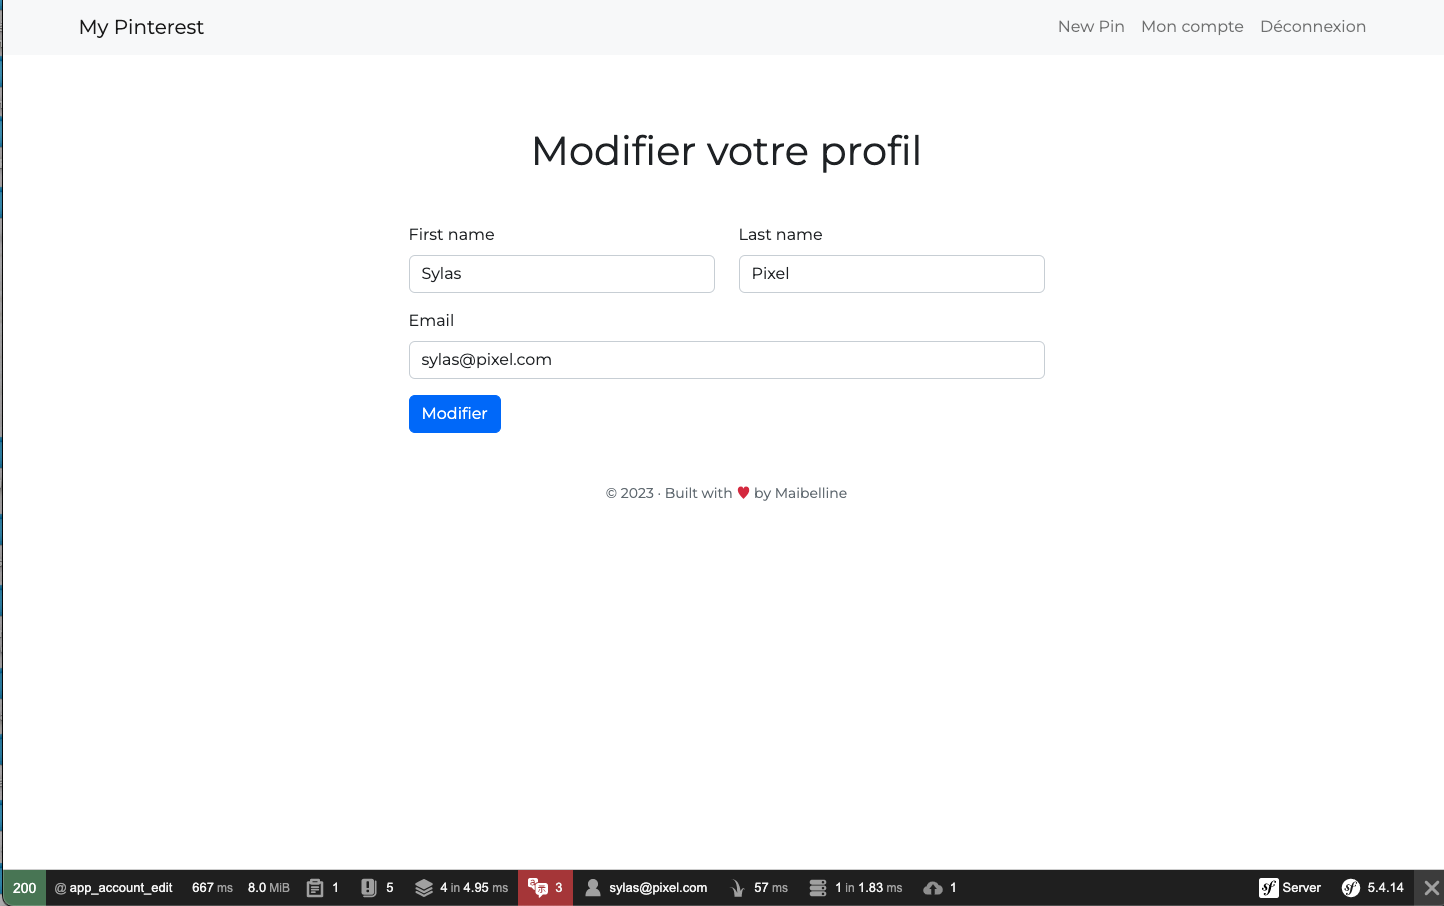 My Pinterest New Pin Mon compte Déconnexion
Modifier votre profil
First name Last name
Sylas Pixel
Email
sylas@pixel.com
Modifier
© 2023 · Built with ♥ by Maibelline
200 @ app_account_edit 667 ms 8.0 MiB 1 5 4 in 4.95 ms 3 sylas@pixel.com 57 ms 1 in 1.83 ms 1 sf Server sf 5.4.14